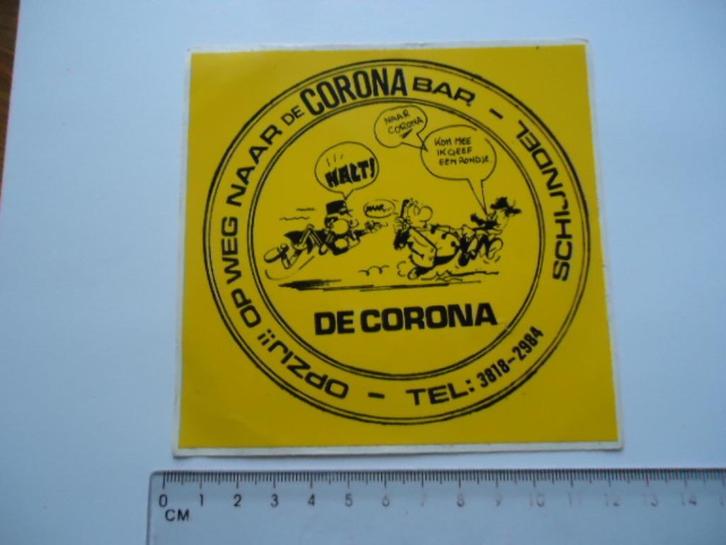 OPZIJ!! OP WEG NAAR DE CORONA BAR - SCHIJNDEL
NAAR
CORONA
KOM MEE
IK GEEF
EEN RONDJE
HALT!
DE CORONA
- TEL: 3818-2984
0 1 2 3 4 5 6 7 8 9 10 11 12 13 14
CM